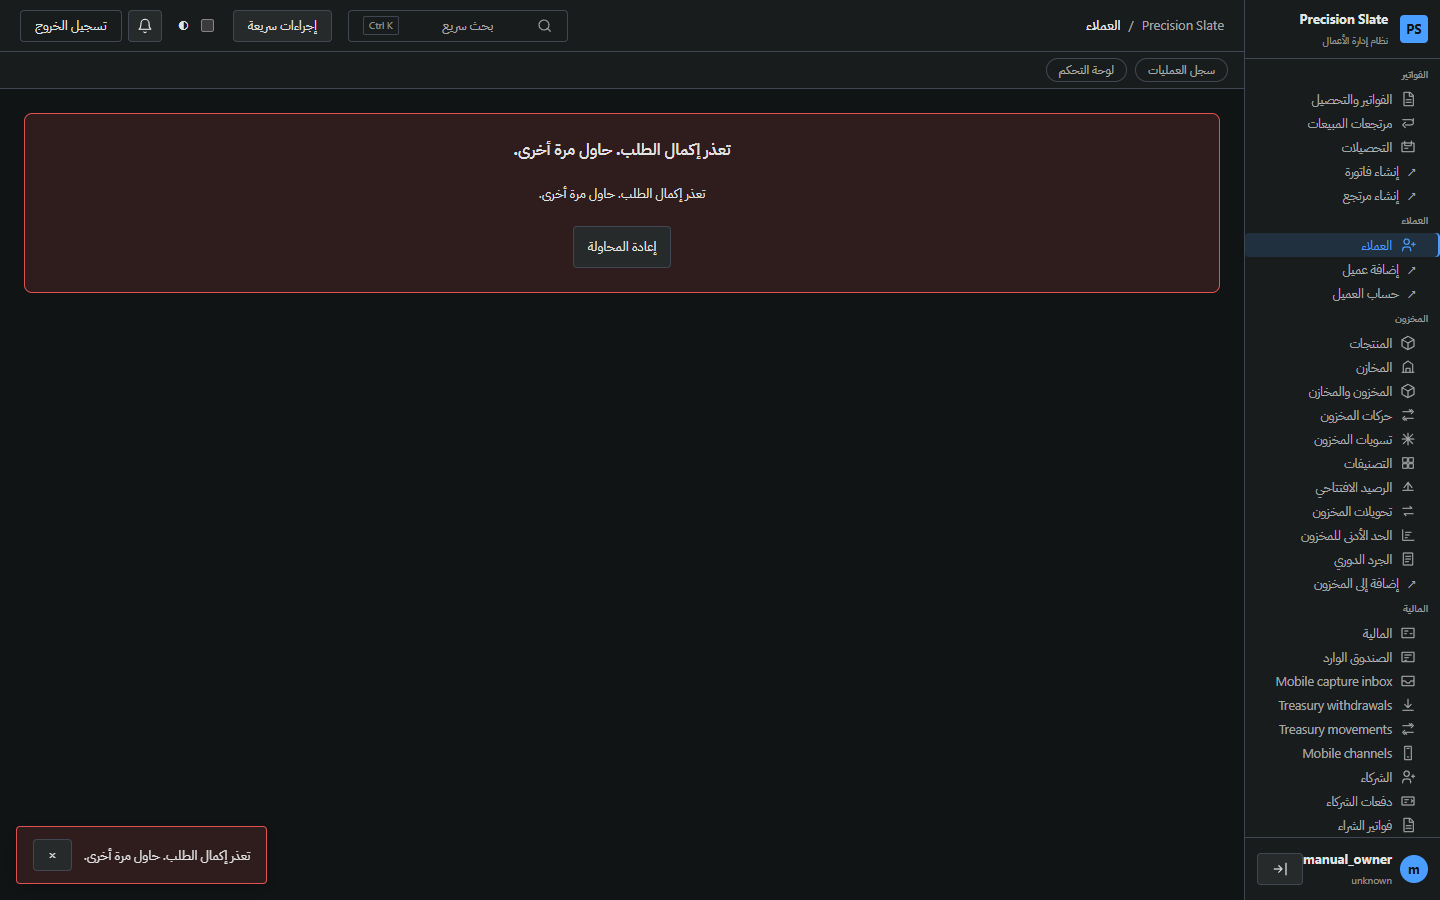 Precision Slate
نظام إدارة الأعمال
PS
Precision Slate / العملاء
بحث سريع
Ctrl K
إجراءات سريعة
تسجيل الخروج
سجل العمليات
لوحة التحكم
تعذر إكمال الطلب. حاول مرة أخرى.
تعذر إكمال الطلب. حاول مرة أخرى.
إعادة المحاولة
الفواتير
الفواتير والتحصيل
مرتجعات المبيعات
التحصيلات
إنشاء فاتورة
إنشاء مرتجع
العملاء
العملاء
إضافة عميل
حساب العميل
المخزون
المنتجات
المخازن
المخزون والمخازن
حركات المخزون
تسويات المخزون
التصنيفات
الرصيد الافتتاحي
تحويلات المخزون
الحد الأدنى للمخزون
الجرد الدوري
إضافة إلى المخزون
المالية
المالية
الصندوق الوارد
Mobile capture inbox
Treasury withdrawals
Treasury movements
Mobile channels
الشركاء
دفعات الشركاء
فواتير الشراء
manual_owner
unknown
m
تعذر إكمال الطلب. حاول مرة أخرى.
×